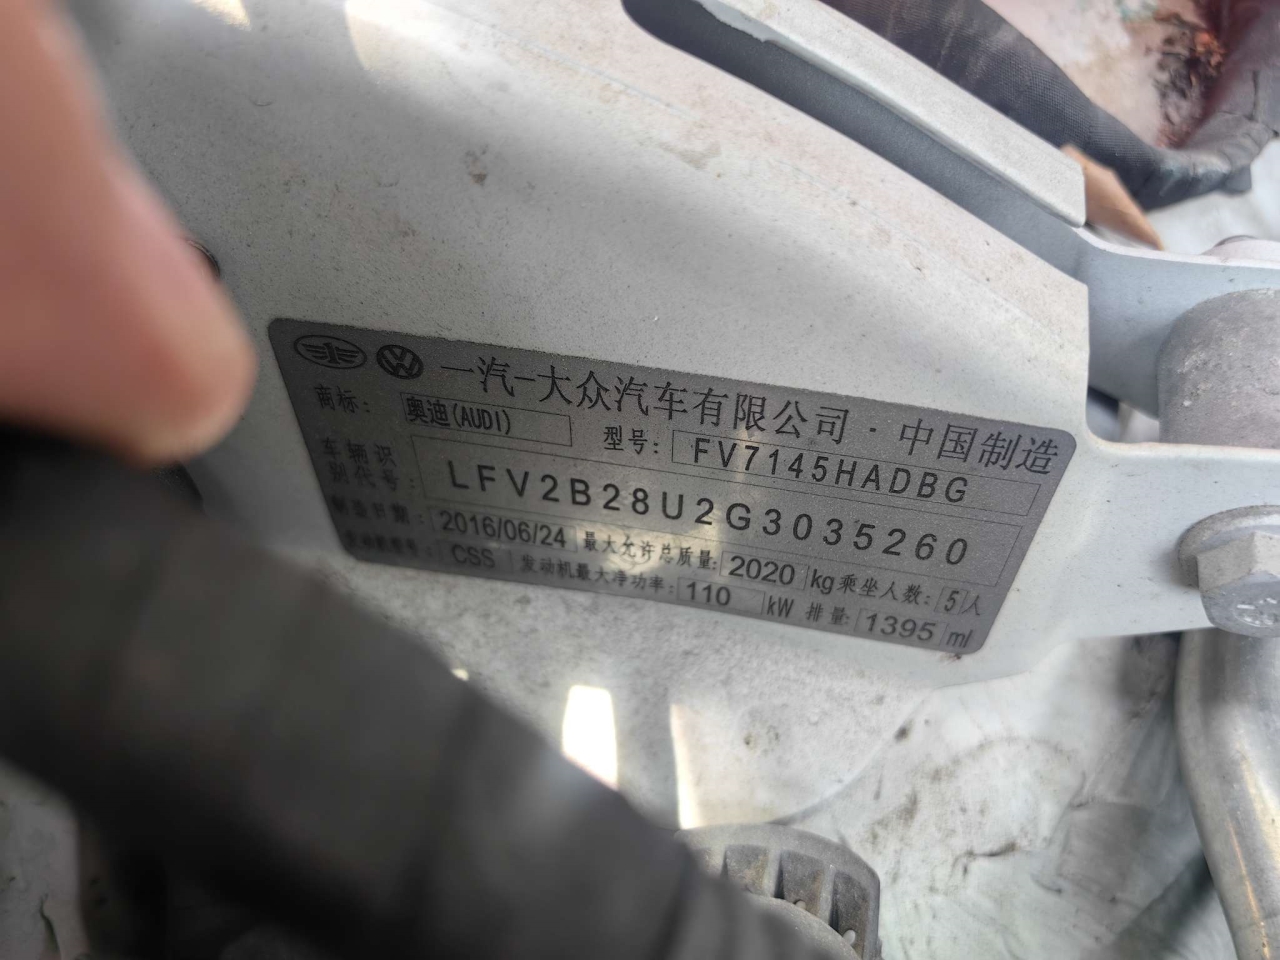 一汽-大众汽车有限公司·中国制造
商标: 奥迪(AUDI) 型号: FV7145HADBG
车辆识别代号: LFV2B28U2G3035260
制造日期: 2016/06/24 最大允许总质量: 2020 kg 乘坐人数: 5 人
发动机型号: CSS 发动机最大净功率: 110 kW 排量: 1395 ml